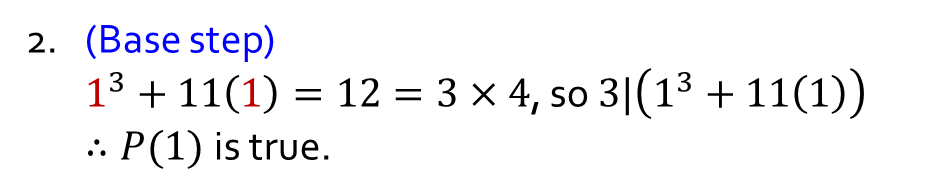 2. (Base step)
1³ + 11(1) = 12 = 3 × 4, so 3|(1³ + 11(1))
∴ P(1) is true.